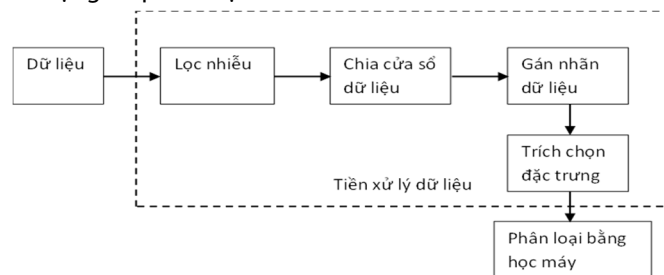 Dữ liệu
Lọc nhiễu
Chia cửa sổ
dữ liệu
Gán nhãn
dữ liệu
Trích chọn
đặc trưng
Tiền xử lý dữ liệu
Phân loại bằng
học máy